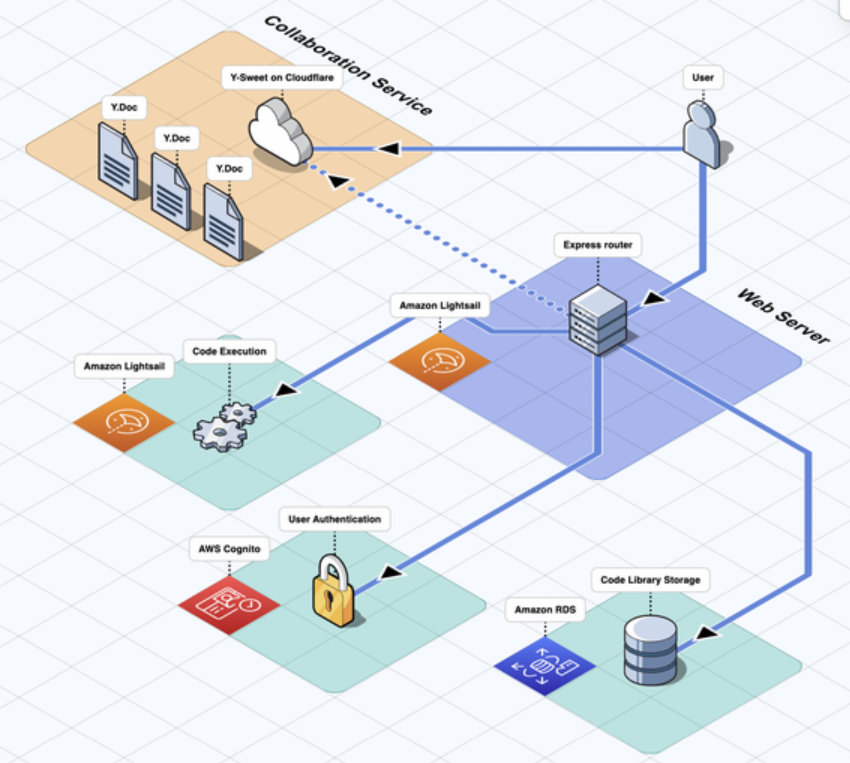 Collaboration Service
Y-Sweet on Cloudflare
User
Y.Doc
Y.Doc
Y.Doc
Express router
Web Server
Amazon Lightsail
Code Execution
Amazon Lightsail
User Authentication
AWS Cognito
Code Library Storage
Amazon RDS